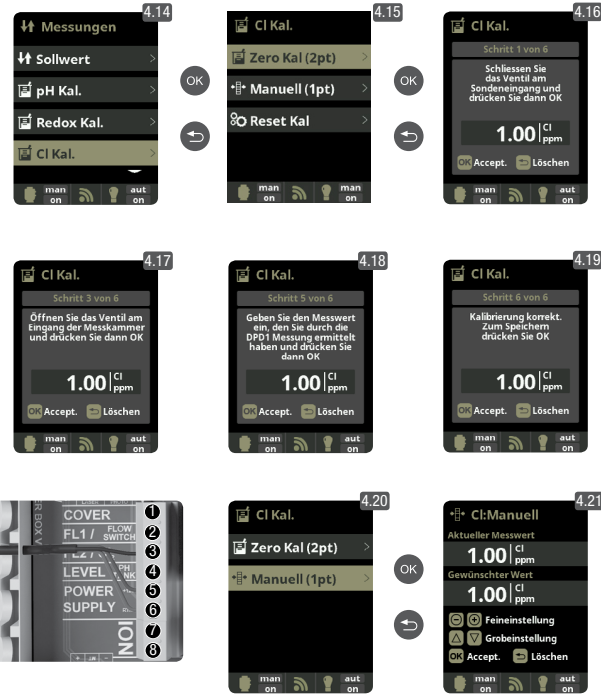 4.14
Messungen
Sollwert
pH Kal.
Redox Kal.
Cl Kal.
man
on
aut
on
OK
4.15
Cl Kal.
Zero Kal (2pt)
Manuell (1pt)
Reset Kal
man
on
man
on
OK
4.16
Cl Kal.
Schritt 1 von 6
Schliessen Sie
das Ventil am
Sondeneingang und
drücken Sie dann OK
1.00 Cl ppm
OK Accept. Löschen
man
on
aut
on
4.17
Cl Kal.
Schritt 3 von 6
Öffnen Sie das Ventil am
Eingang der Messkammer
und drücken Sie dann OK
1.00 Cl ppm
OK Accept. Löschen
man
on
aut
on
4.18
Cl Kal.
Schritt 5 von 6
Geben Sie den Messwert
ein, den Sie durch die
DPD1 Messung ermittelt
haben und drücken Sie
dann OK
1.00 Cl ppm
OK Accept. Löschen
man
on
aut
on
4.19
Cl Kal.
Schritt 6 von 6
Kalibrierung korrekt.
Zum Speichern
drücken Sie OK
1.00 Cl ppm
OK Accept. Löschen
man
on
aut
on
COVER
FL1 / FLOW SWITCH
LEVEL
POWER
SUPPLY
1
2
3
4
5
6
7
8
4.20
Cl Kal.
Zero Kal (2pt)
Manuell (1pt)
man
on
aut
on
OK
4.21
Cl:Manuell
Aktueller Messwert
1.00 Cl ppm
Gewünschter Wert
1.00 Cl ppm
Feineinstellung
Grobeinstellung
OK Accept. Löschen
man
on
aut
on